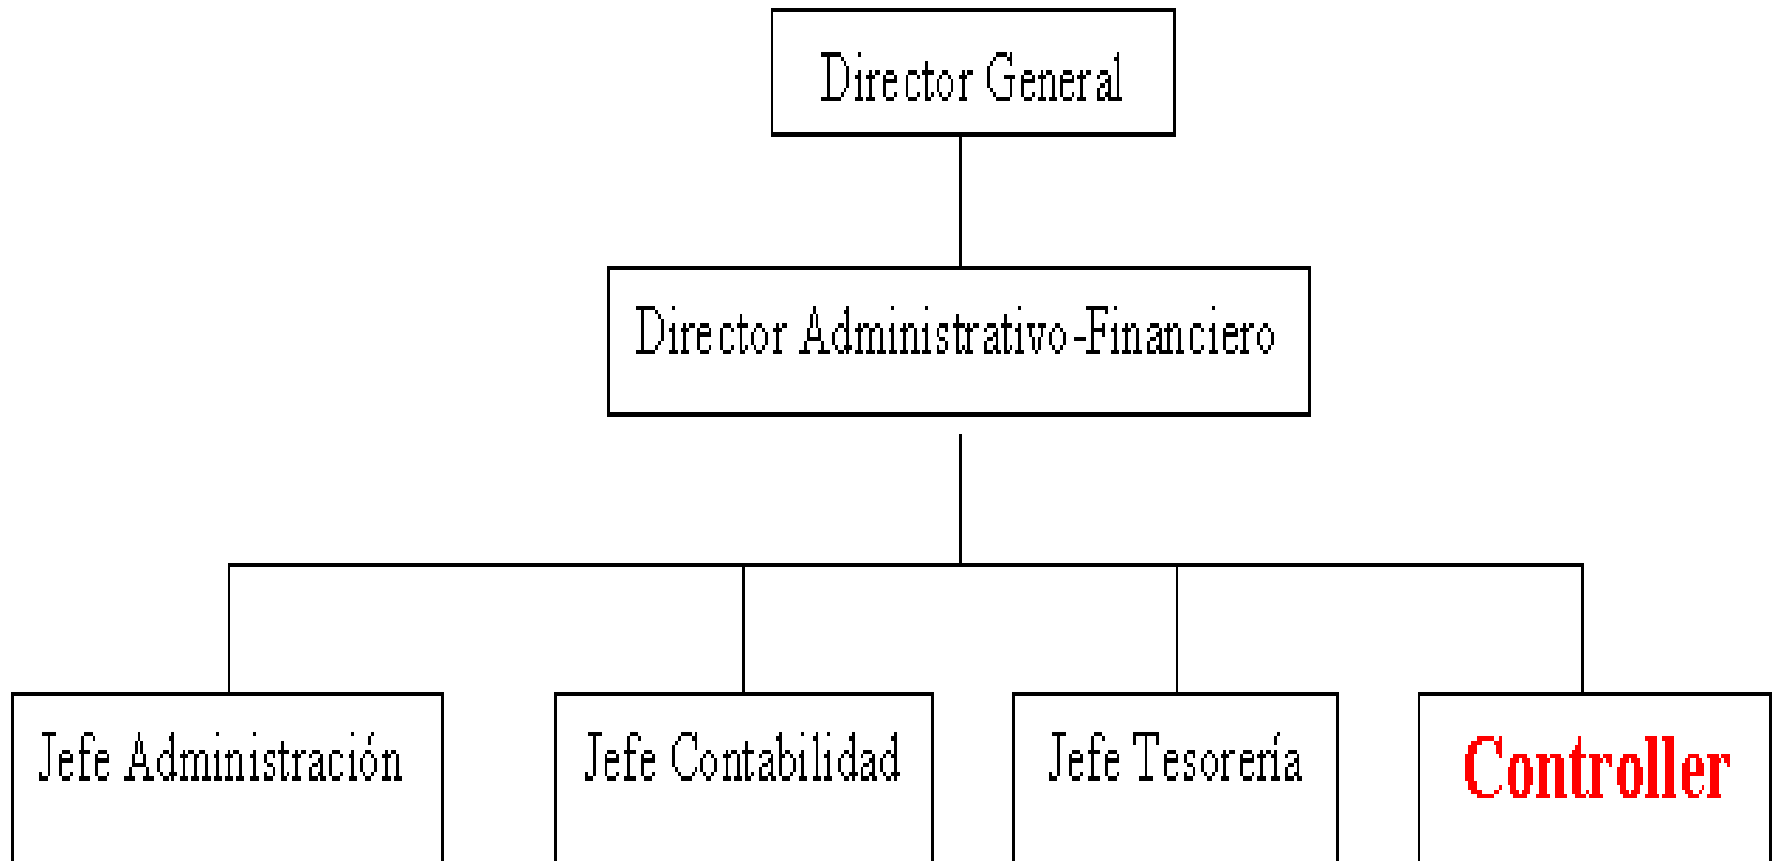 Director General
Director Administrativo-Financiero
Jefe Administración
Jefe Contabilidad
Jefe Tesorería
Controller